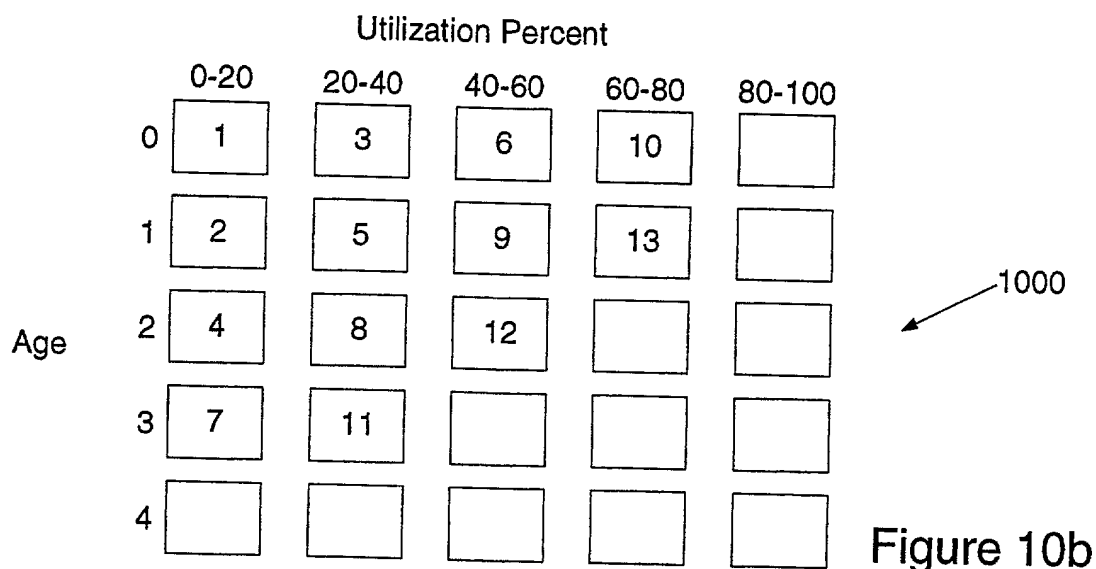 Utilization Percent
0-20 20-40 40-60 60-80 80-100
0 1 3 6 10
1 2 5 9 13
1000
Age 2 4 8 12
3 7 11
4
Figure 10b